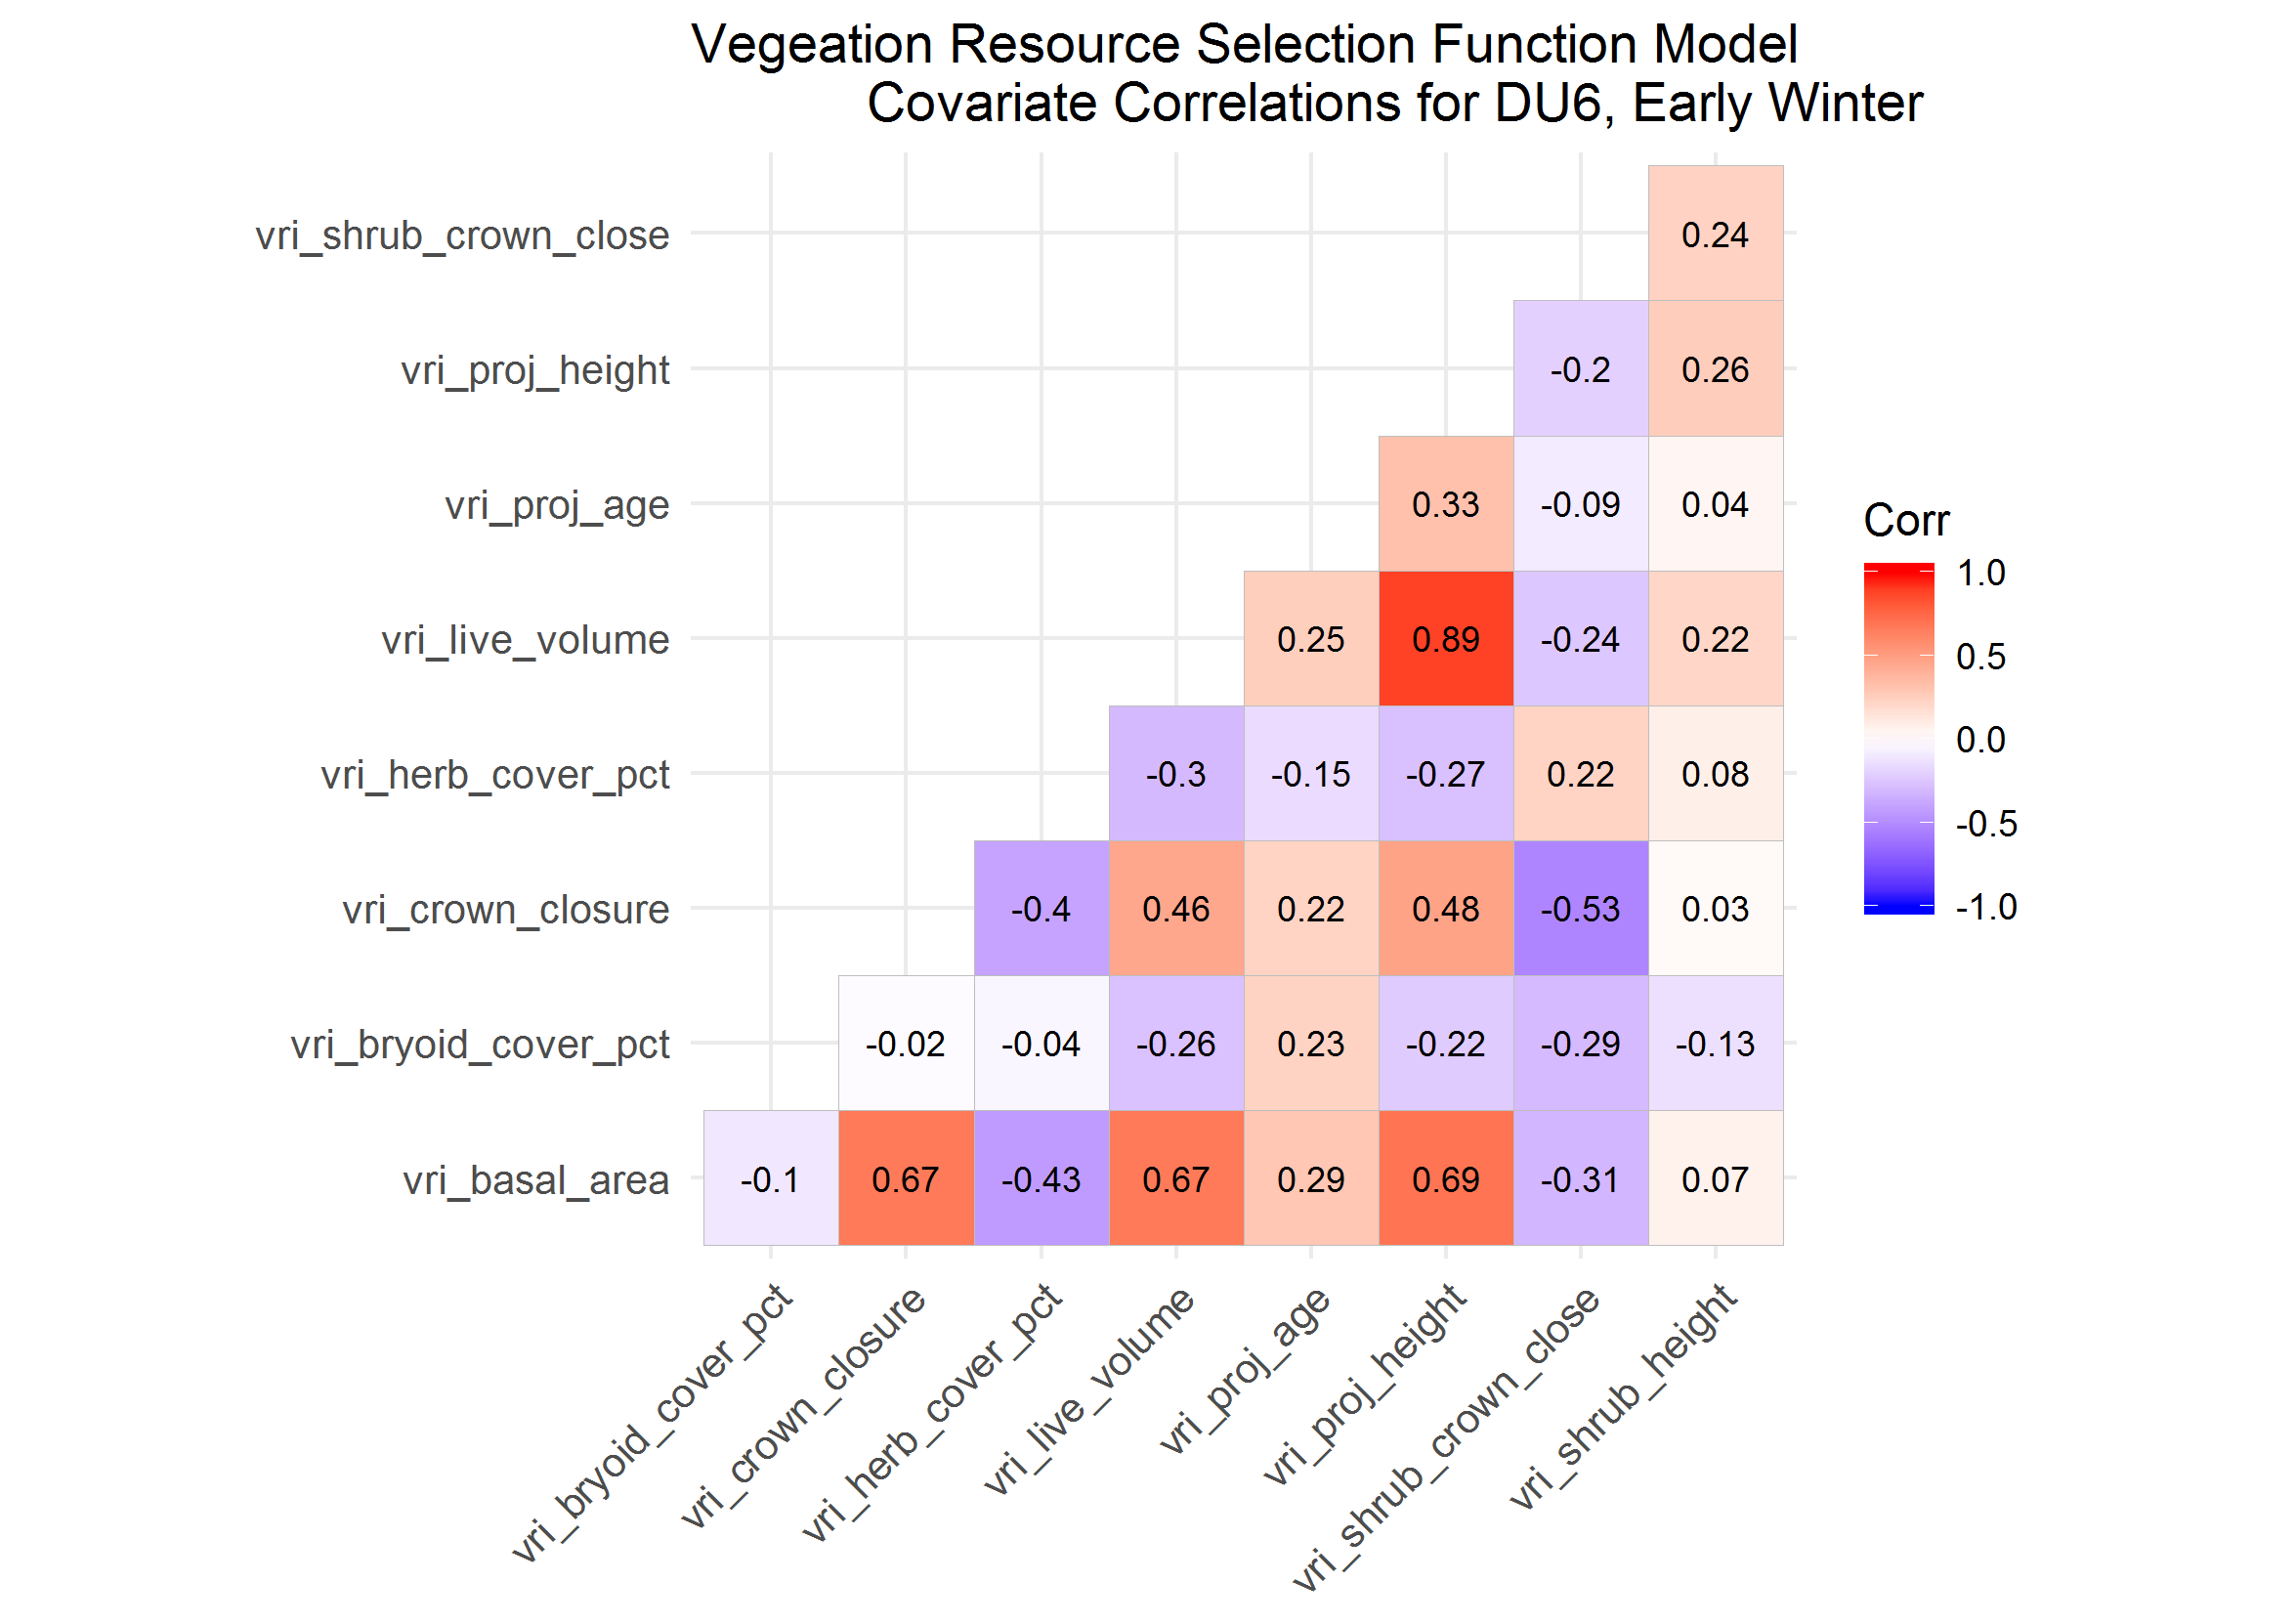 Vegeation Resource Selection Function Model
Covariate Correlations for DU6, Early Winter
vri_shrub_crown_close 0.24
vri_proj_height -0.2 0.26
vri_proj_age 0.33 -0.09 0.04
vri_live_volume 0.25 0.89 -0.24 0.22
vri_herb_cover_pct -0.3 -0.15 -0.27 0.22 0.08
vri_crown_closure -0.4 0.46 0.22 0.48 -0.53 0.03
vri_bryoid_cover_pct -0.02 -0.04 -0.26 0.23 -0.22 -0.29 -0.13
vri_basal_area -0.1 0.67 -0.43 0.67 0.29 0.69 -0.31 0.07
vri_bryoid_cover_pct
vri_crown_closure
vri_herb_cover_pct
vri_live_volume
vri_proj_age
vri_proj_height
vri_shrub_crown_close
vri_shrub_height
Corr
1.0
0.5
0.0
-0.5
-1.0